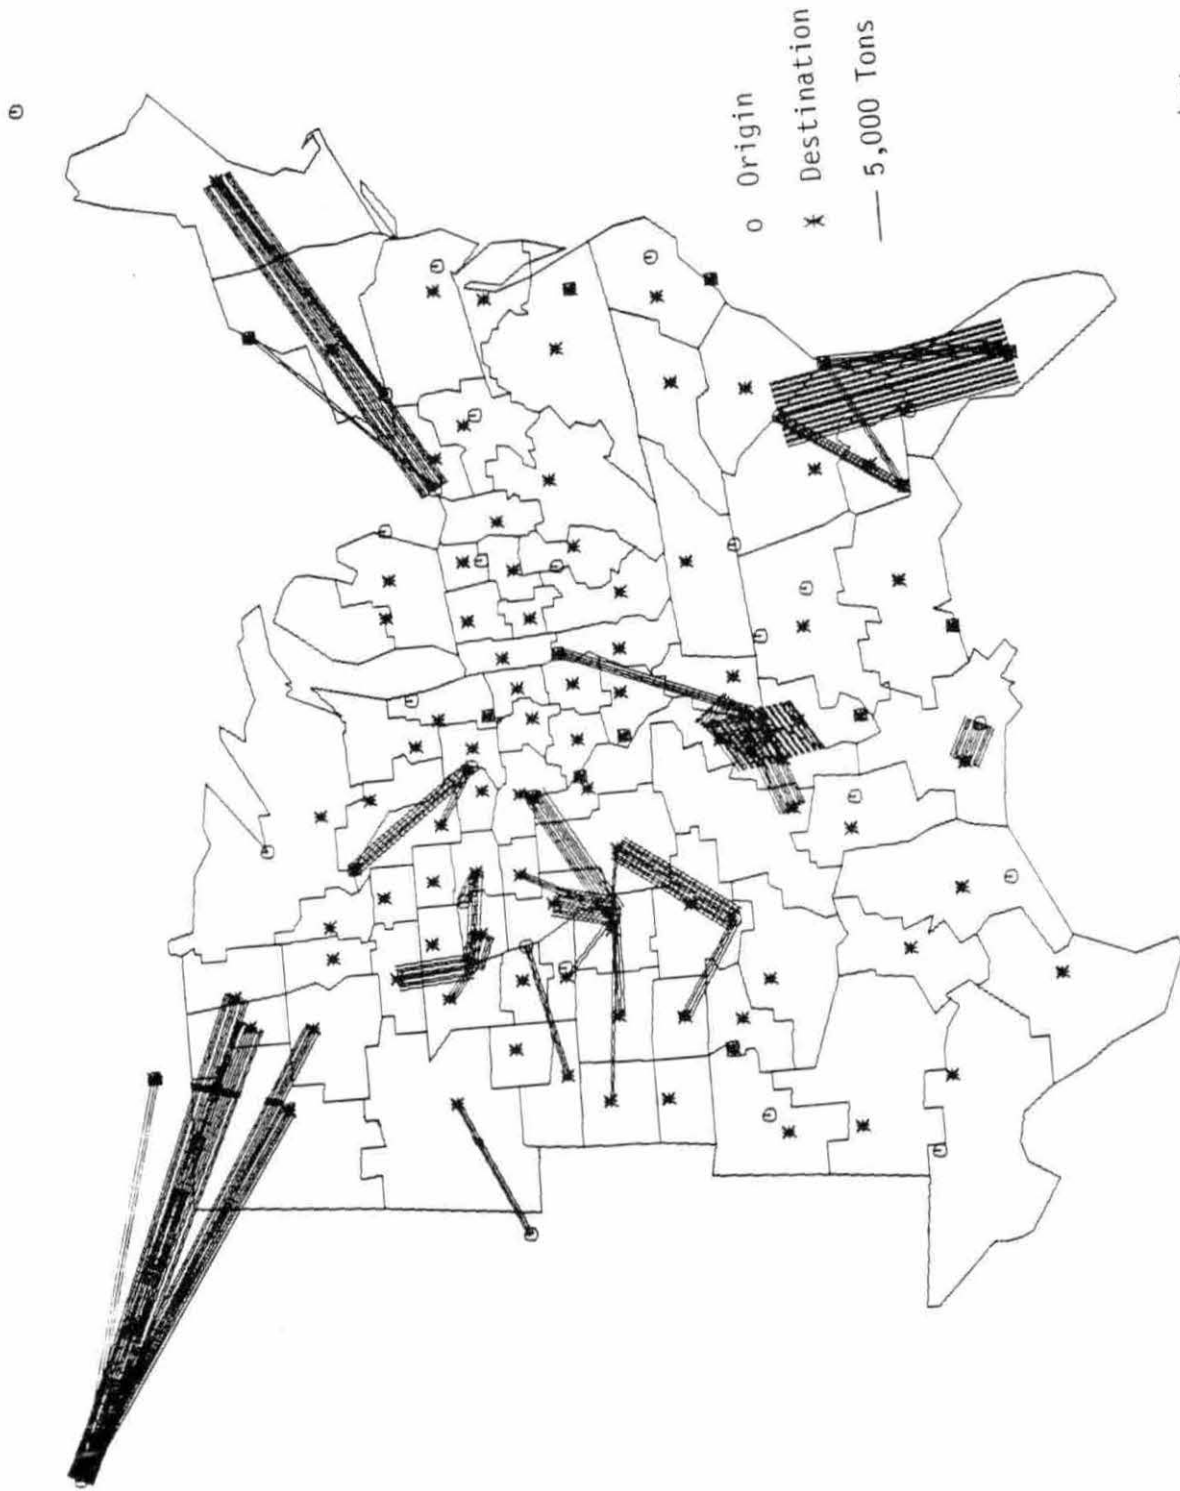 o Origin
* Destination
— 5,000 Tons